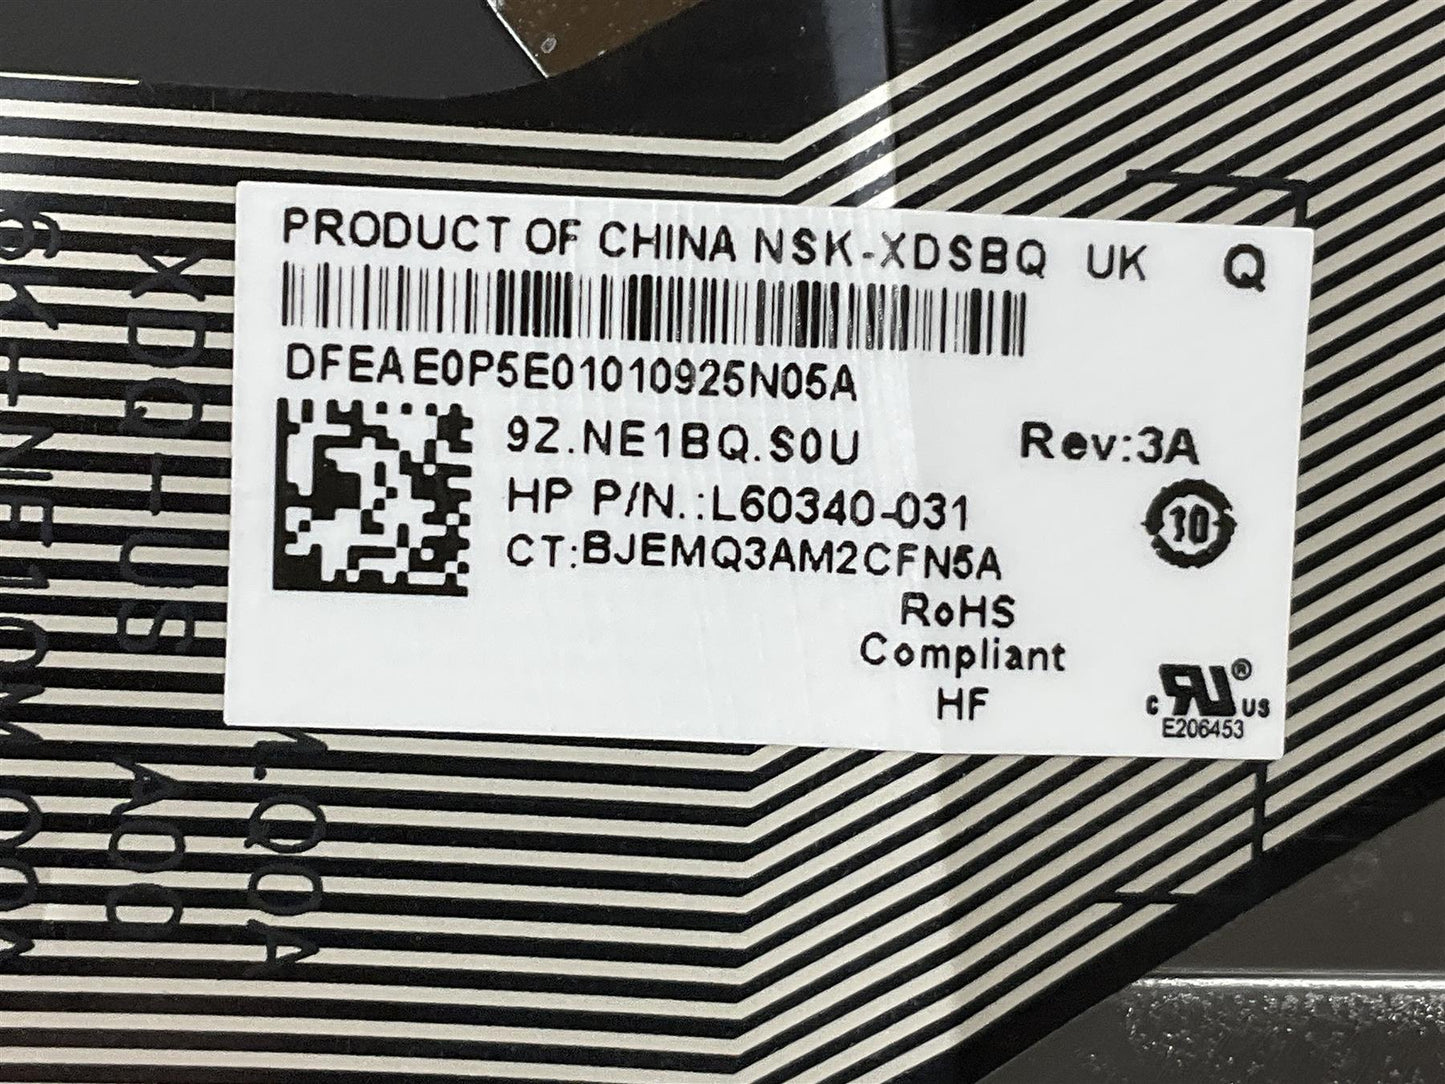 PRODUCT OF CHINA NSK-XDSBQ UK Q
DFEAE0P5E01010925N05A
9Z.NE1BQ.S0U Rev:3A
HP P/N.:L60340-031
10
CT:BJEMQ3AM2CFN5A
RoHS
Compliant
HF
c RU ® US
E206453